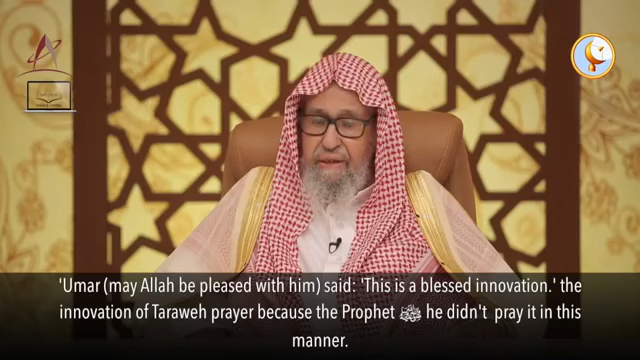 'Umar (may Allah be pleased with him) said: 'This is a blessed innovation.' the
innovation of Taraweh prayer because the Prophet ﷺ he didn't pray it in this
manner.